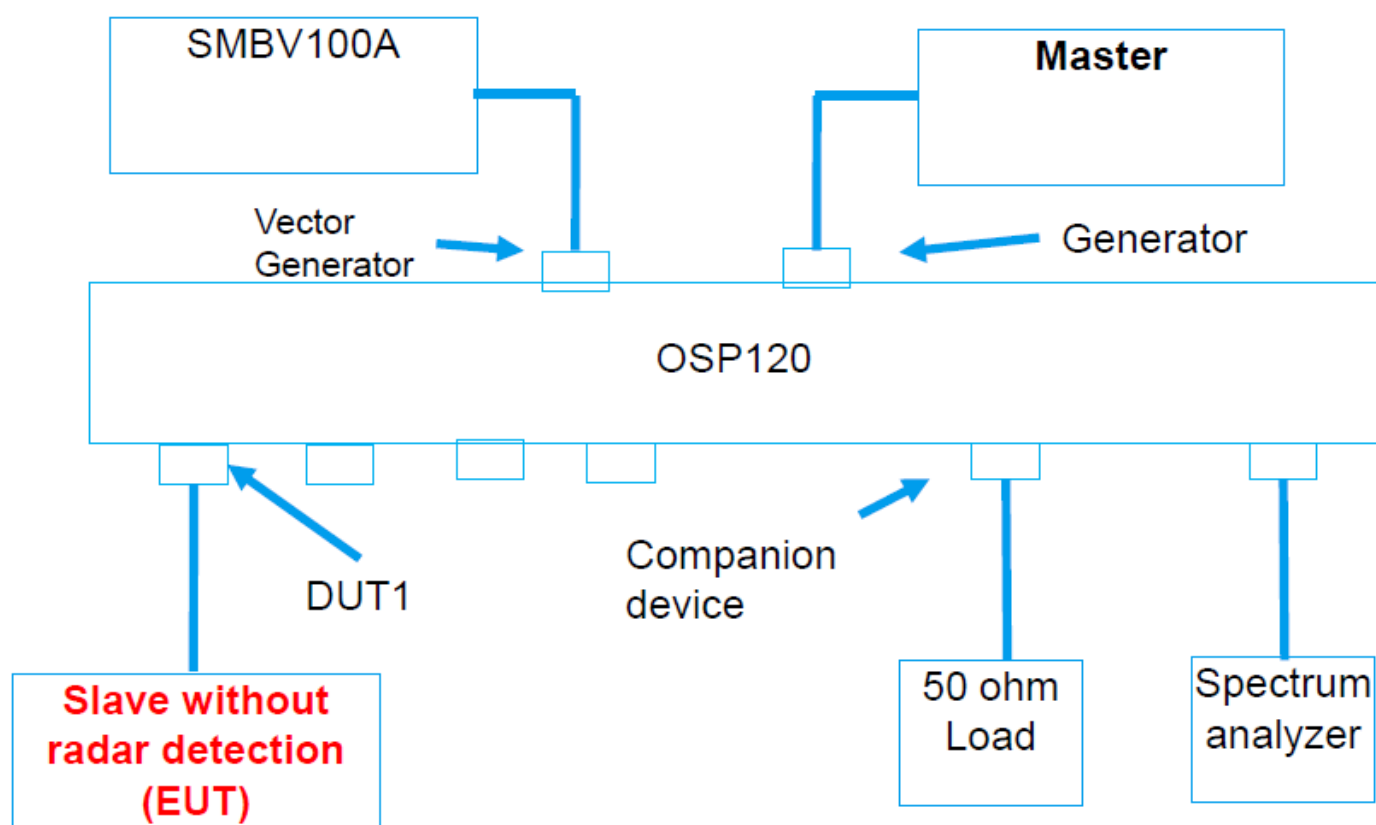 SMBV100A
Master
Vector
Generator
Generator
OSP120
DUT1
Companion
device
Slave without
radar detection
(EUT)
50 ohm
Load
Spectrum
analyzer